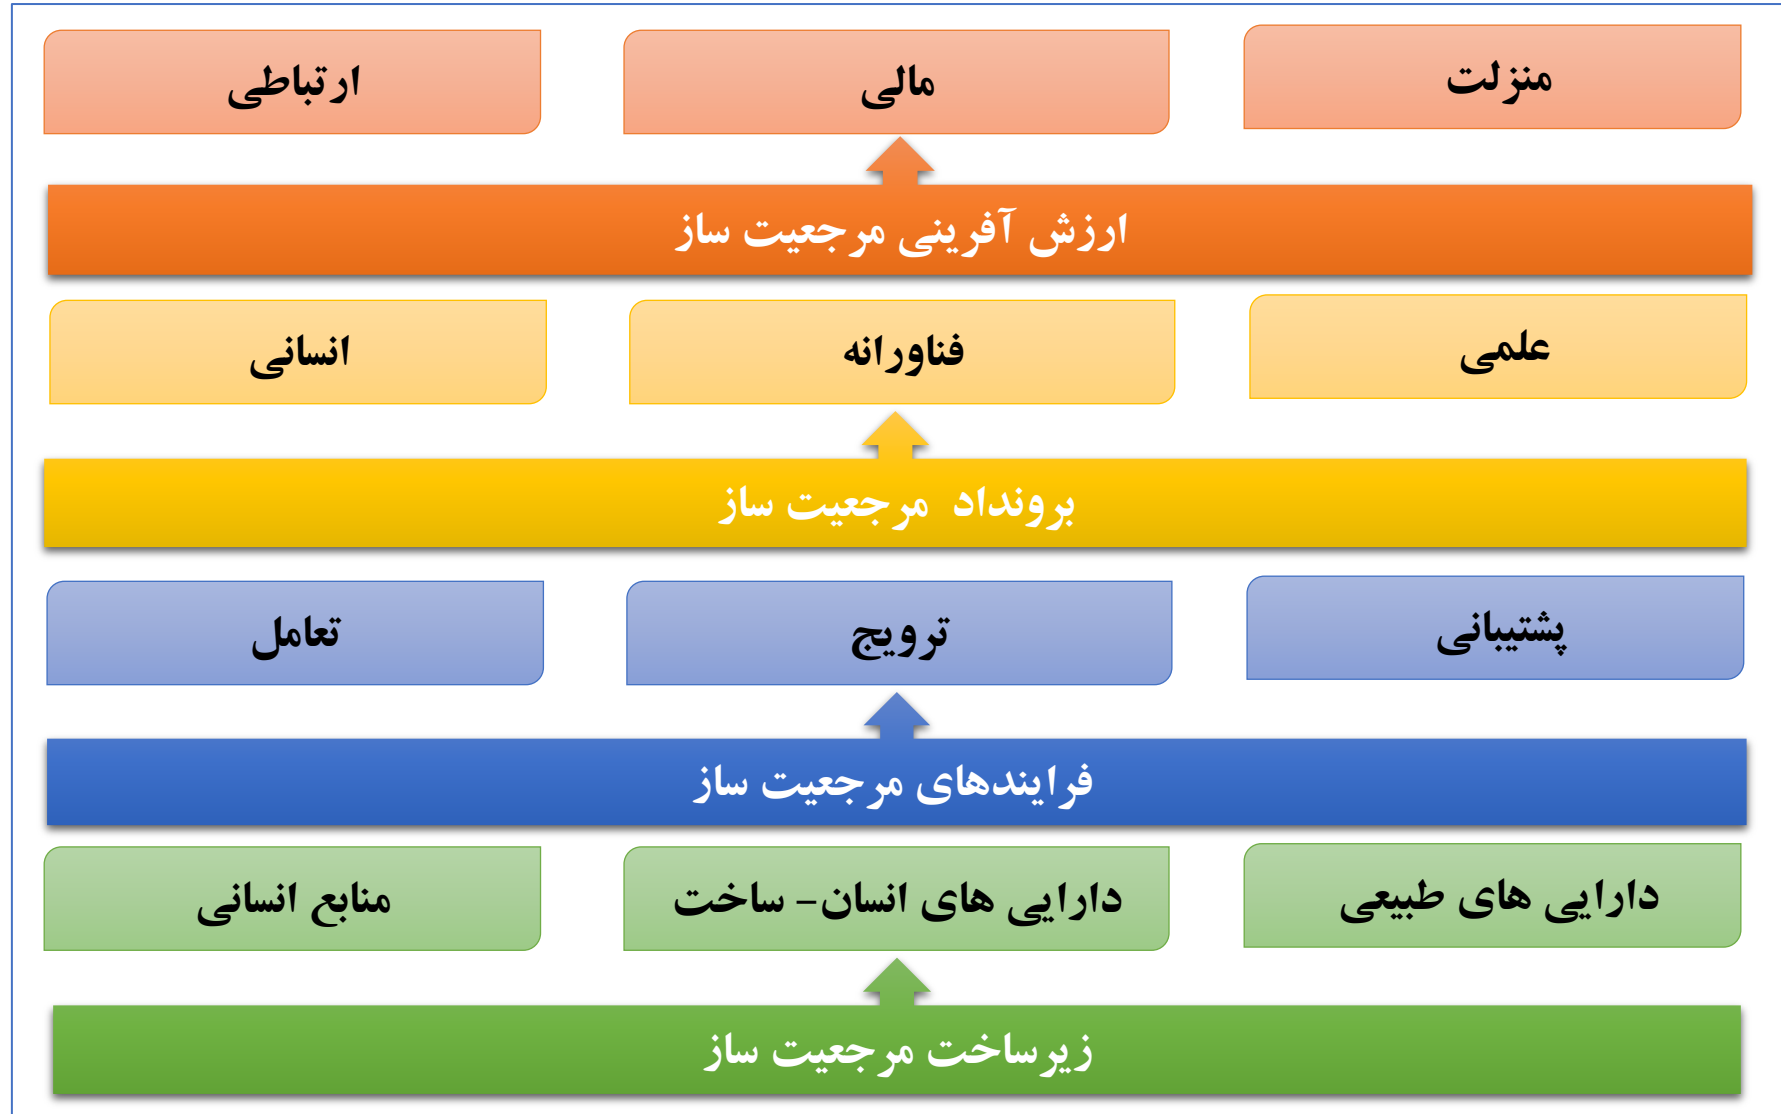 منزلت
مالی
ارتباطی
ارزش آفرینی مرجعیت ساز
علمی
فناورانه
انسانی
برونداد مرجعیت ساز
پشتیبانی
ترویج
تعامل
فرایندهای مرجعیت ساز
دارایی های طبیعی
دارایی های انسان- ساخت
منابع انسانی
زیرساخت مرجعیت ساز